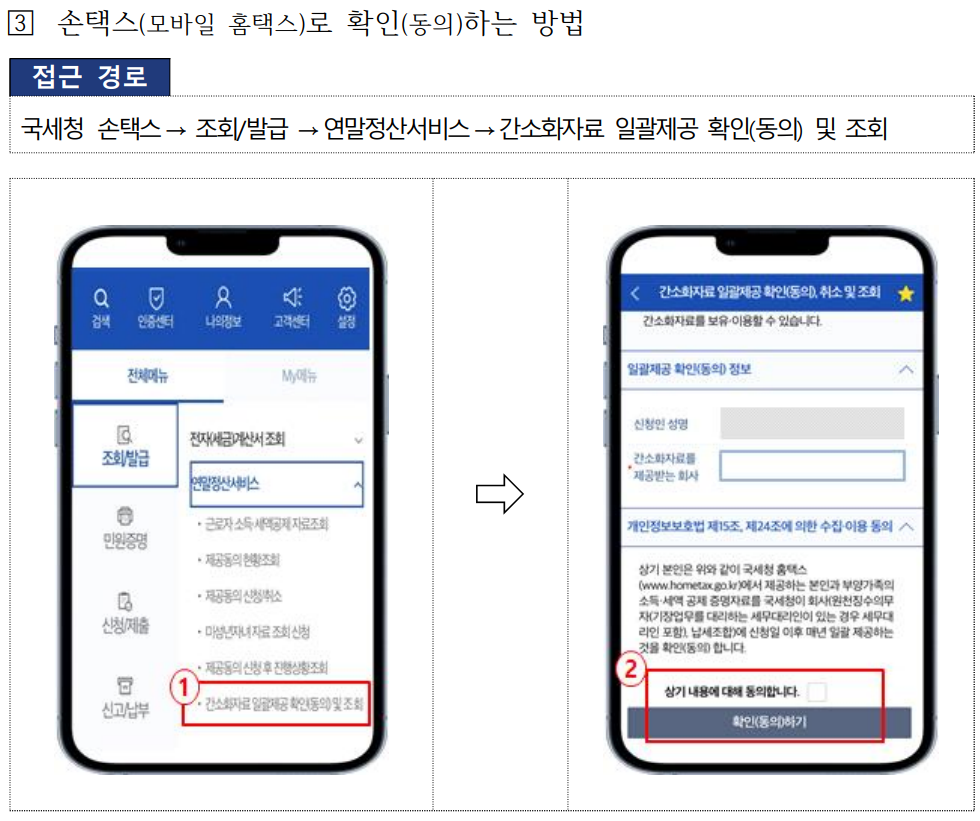 3 손택스(모바일 홈택스)로 확인(동의)하는 방법
접근 경로
국세청 손택스 → 조회/발급 → 연말정산서비스 → 간소화자료 일괄제공 확인(동의) 및 조회
검색 인증센터 나의정보 고객센터 설정
전체메뉴 My메뉴
조회/발급
민원증명
신청/제출
신고/납부
전자(세금)계산서 조회
연말정산서비스
· 근로자 소득·세액공제 자료조회
· 제공동의 현황조회
· 제공동의 신청/취소
· 미성년자녀 자료 조회 신청
· 제공동의 신청 후 진행상황조회
① · 간소화자료 일괄제공 확인(동의) 및 조회
간소화자료 일괄제공 확인(동의), 취소 및 조회
간소화자료를 보유·이용할 수 있습니다.
일괄제공 확인(동의) 정보
신청인 성명
* 간소화자료를
제공받는 회사
개인정보보호법 제15조, 제24조에 의한 수집·이용 동의
상기 본인은 위와 같이 국세청 홈택스
(www.hometax.go.kr)에서 제공하는 본인과 부양가족의
소득·세액 공제 증명자료를 국세청이 회사(원천징수의무
자(기장업무를 대리하는 세무대리인이 있는 경우 세무대
리인 포함), 납세조합)에 신청일 이후 매년 일괄 제공하는
것을 확인(동의) 합니다.
②
상기 내용에 대해 동의합니다.
확인(동의)하기